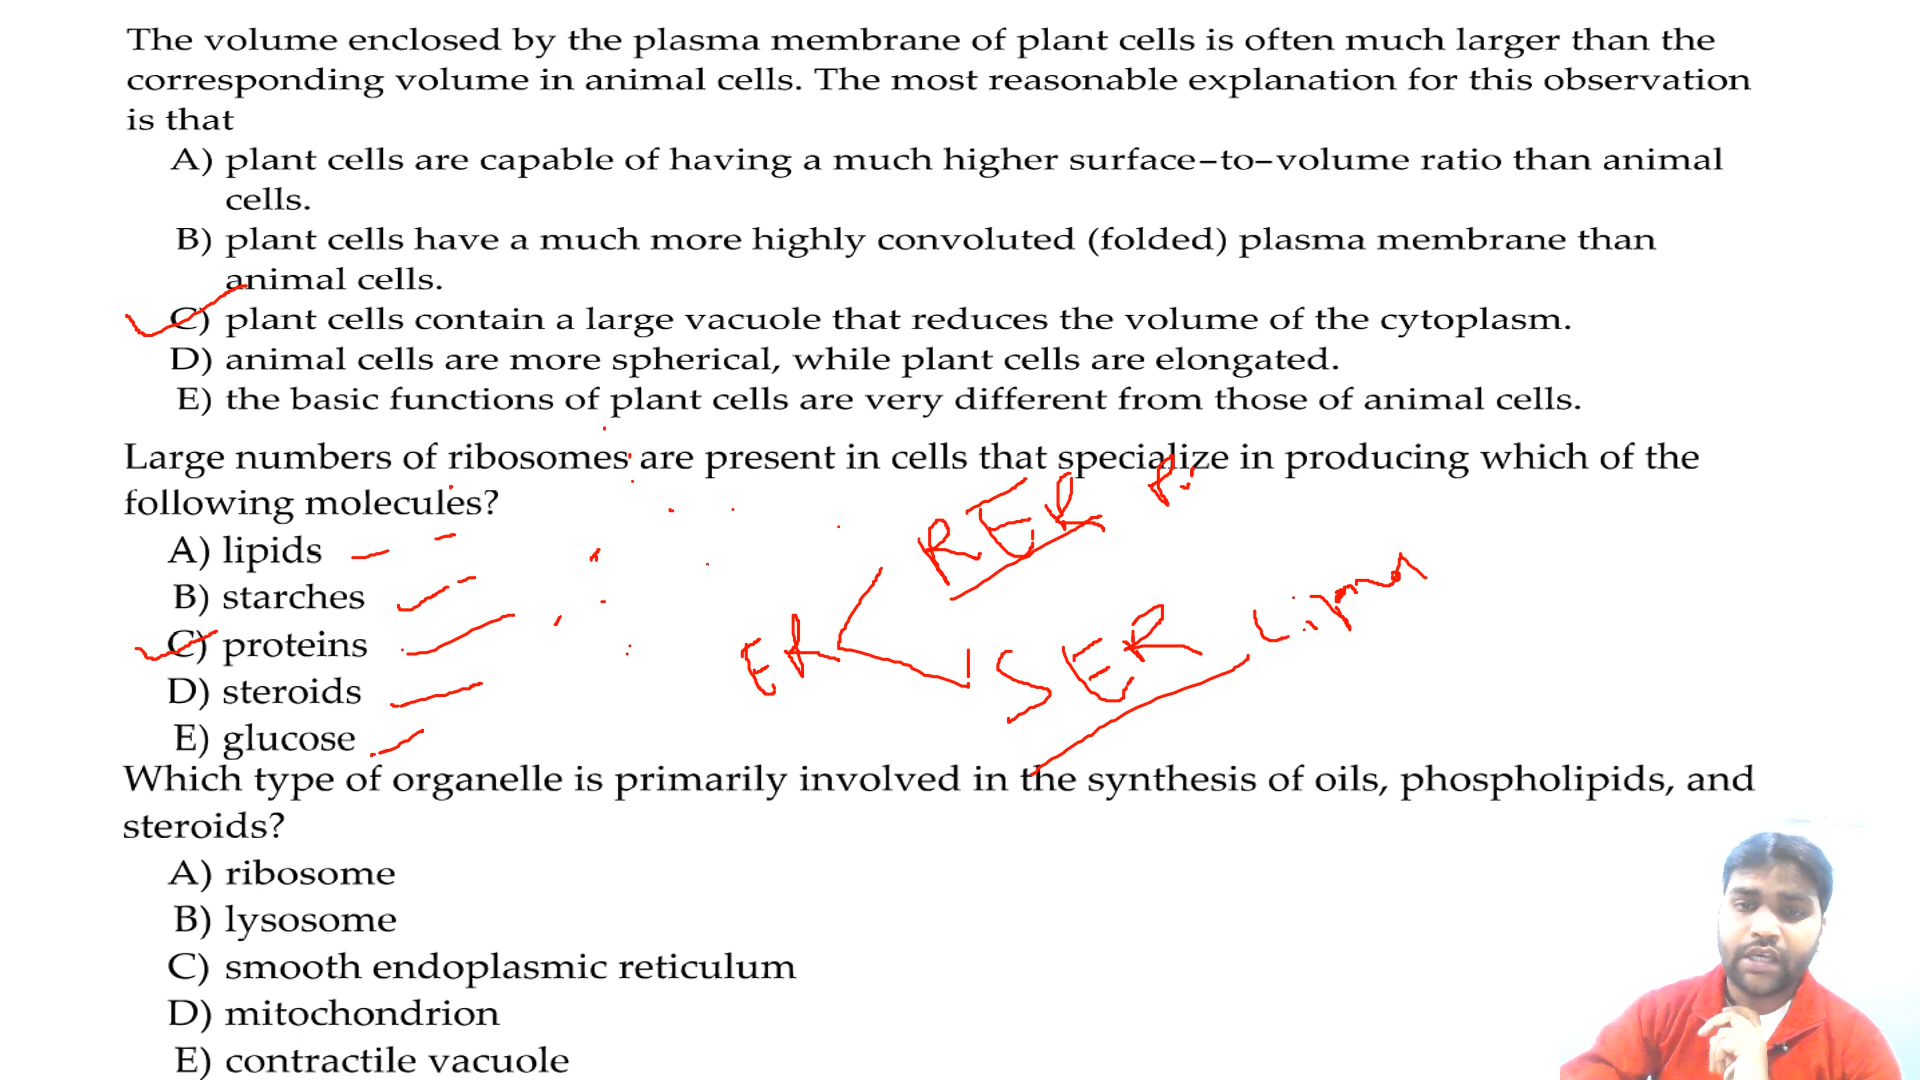 The volume enclosed by the plasma membrane of plant cells is often much larger than the
corresponding volume in animal cells. The most reasonable explanation for this observation
is that
A) plant cells are capable of having a much higher surface-to-volume ratio than animal
cells.
B) plant cells have a much more highly convoluted (folded) plasma membrane than
animal cells.
C) plant cells contain a large vacuole that reduces the volume of the cytoplasm.
D) animal cells are more spherical, while plant cells are elongated.
E) the basic functions of plant cells are very different from those of animal cells.
Large numbers of ribosomes are present in cells that specialize in producing which of the
following molecules?
A) lipids
B) starches
C) proteins
D) steroids
E) glucose
RER
ER
SER
Which type of organelle is primarily involved in the synthesis of oils, phospholipids, and
steroids?
A) ribosome
B) lysosome
C) smooth endoplasmic reticulum
D) mitochondrion
E) contractile vacuole